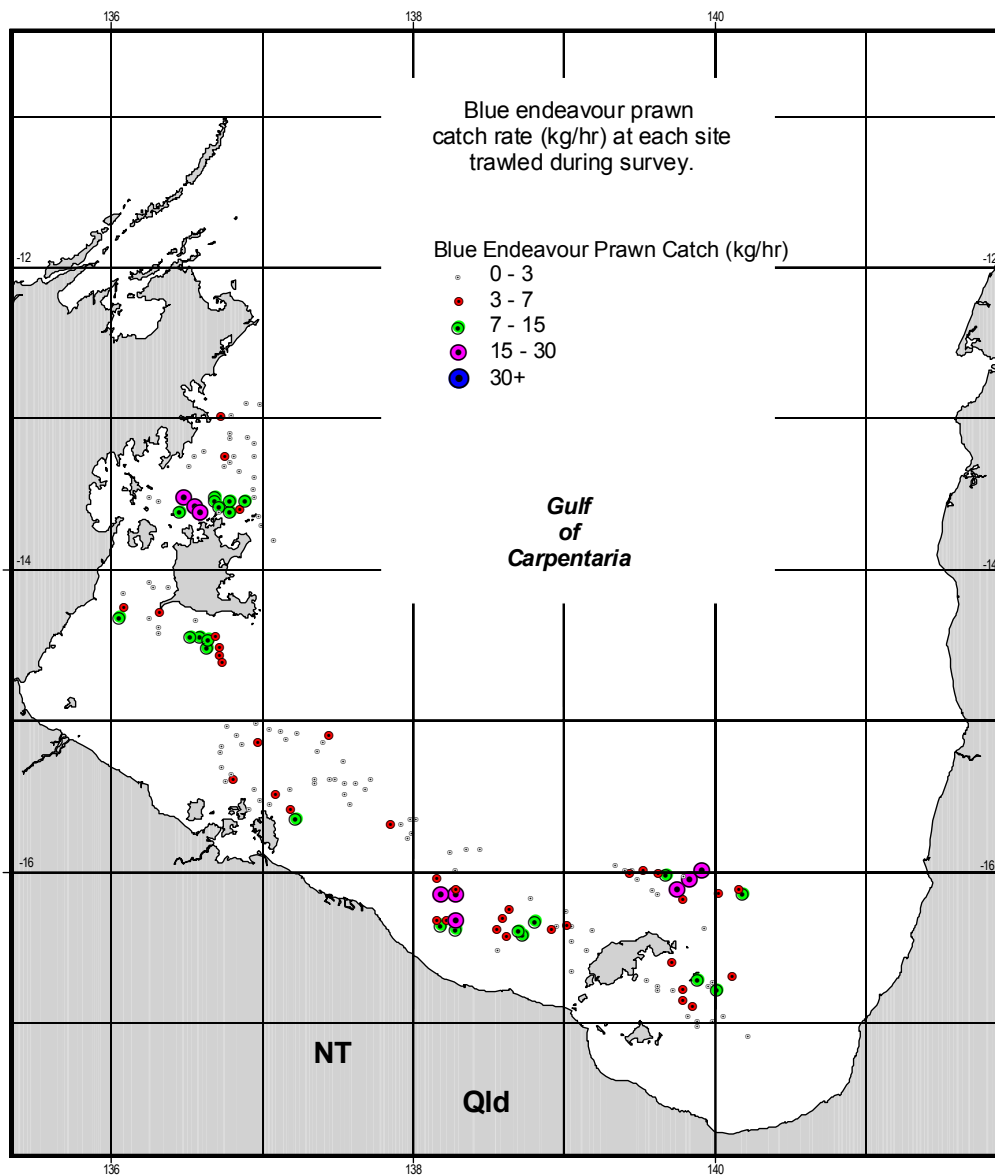 136
138
140
Blue endeavour prawn
catch rate (kg/hr) at each site
trawled during survey.
-12
-12
Blue Endeavour Prawn Catch (kg/hr)
0 - 3
3 - 7
7 - 15
15 - 30
30+
Gulf
of
Carpentaria
-14
-14
-16
-16
NT
Qld
136
138
140